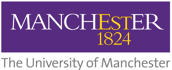 MANCHESTER
1824
The University of Manchester